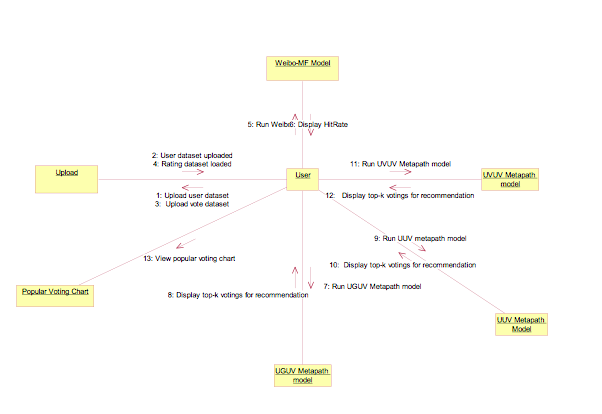 Weibo-MF Model
5: Run Weibo
6: Display HitRate
2: User dataset uploaded
4: Rating dataset loaded
11: Run UVUV Metapath model
Upload
User
UVUV Metapath
model
1: Upload user dataset
3: Upload vote dataset
12: Display top-k votings for recommendation
9: Run UUV metapath model
13: View popular voting chart
10: Display top-k votings for recommendation
7: Run UGUV Metapath model
8: Display top-k votings for recommendation
Popular Voting Chart
UUV Metapath
Model
UGUV Metapath
model